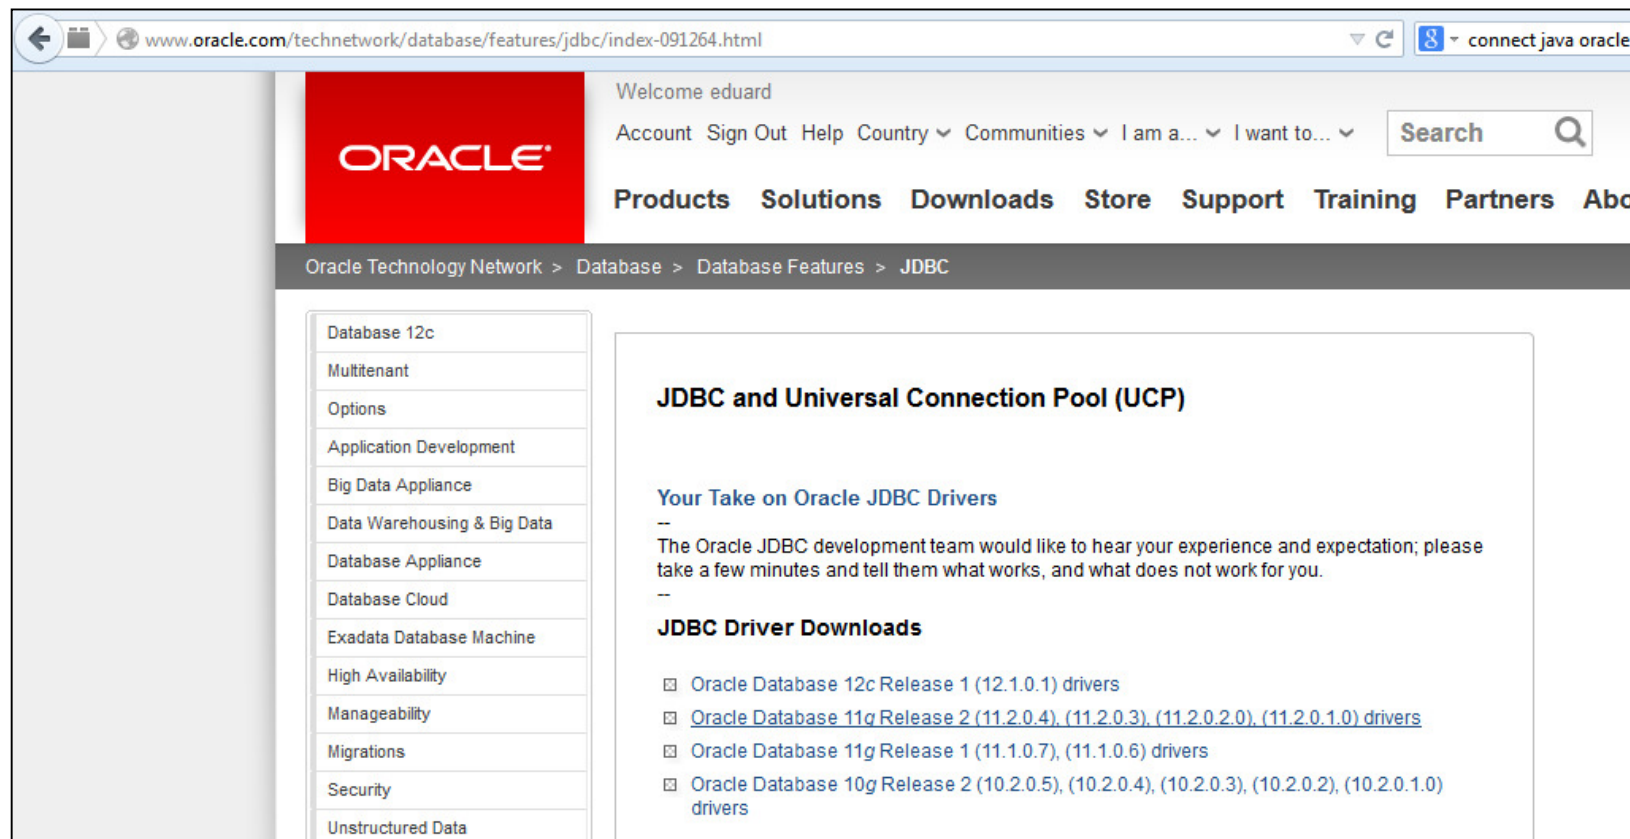 www.oracle.com/technetwork/database/features/jdbc/index-091264.html
connect java oracle
Welcome eduard
Account Sign Out Help Country Communities I am a... I want to... Search
ORACLE
Products Solutions Downloads Store Support Training Partners
Oracle Technology Network > Database > Database Features > JDBC
Database 12c
Multitenant
Options
Application Development
Big Data Appliance
Data Warehousing & Big Data
Database Appliance
Database Cloud
Exadata Database Machine
High Availability
Manageability
Migrations
Security
Unstructured Data
JDBC and Universal Connection Pool (UCP)
Your Take on Oracle JDBC Drivers
--
The Oracle JDBC development team would like to hear your experience and expectation; please
take a few minutes and tell them what works, and what does not work for you.
--
JDBC Driver Downloads
Oracle Database 12c Release 1 (12.1.0.1) drivers
Oracle Database 11g Release 2 (11.2.0.4), (11.2.0.3), (11.2.0.2.0), (11.2.0.1.0) drivers
Oracle Database 11g Release 1 (11.1.0.7), (11.1.0.6) drivers
Oracle Database 10g Release 2 (10.2.0.5), (10.2.0.4), (10.2.0.3), (10.2.0.2), (10.2.0.1.0)
drivers